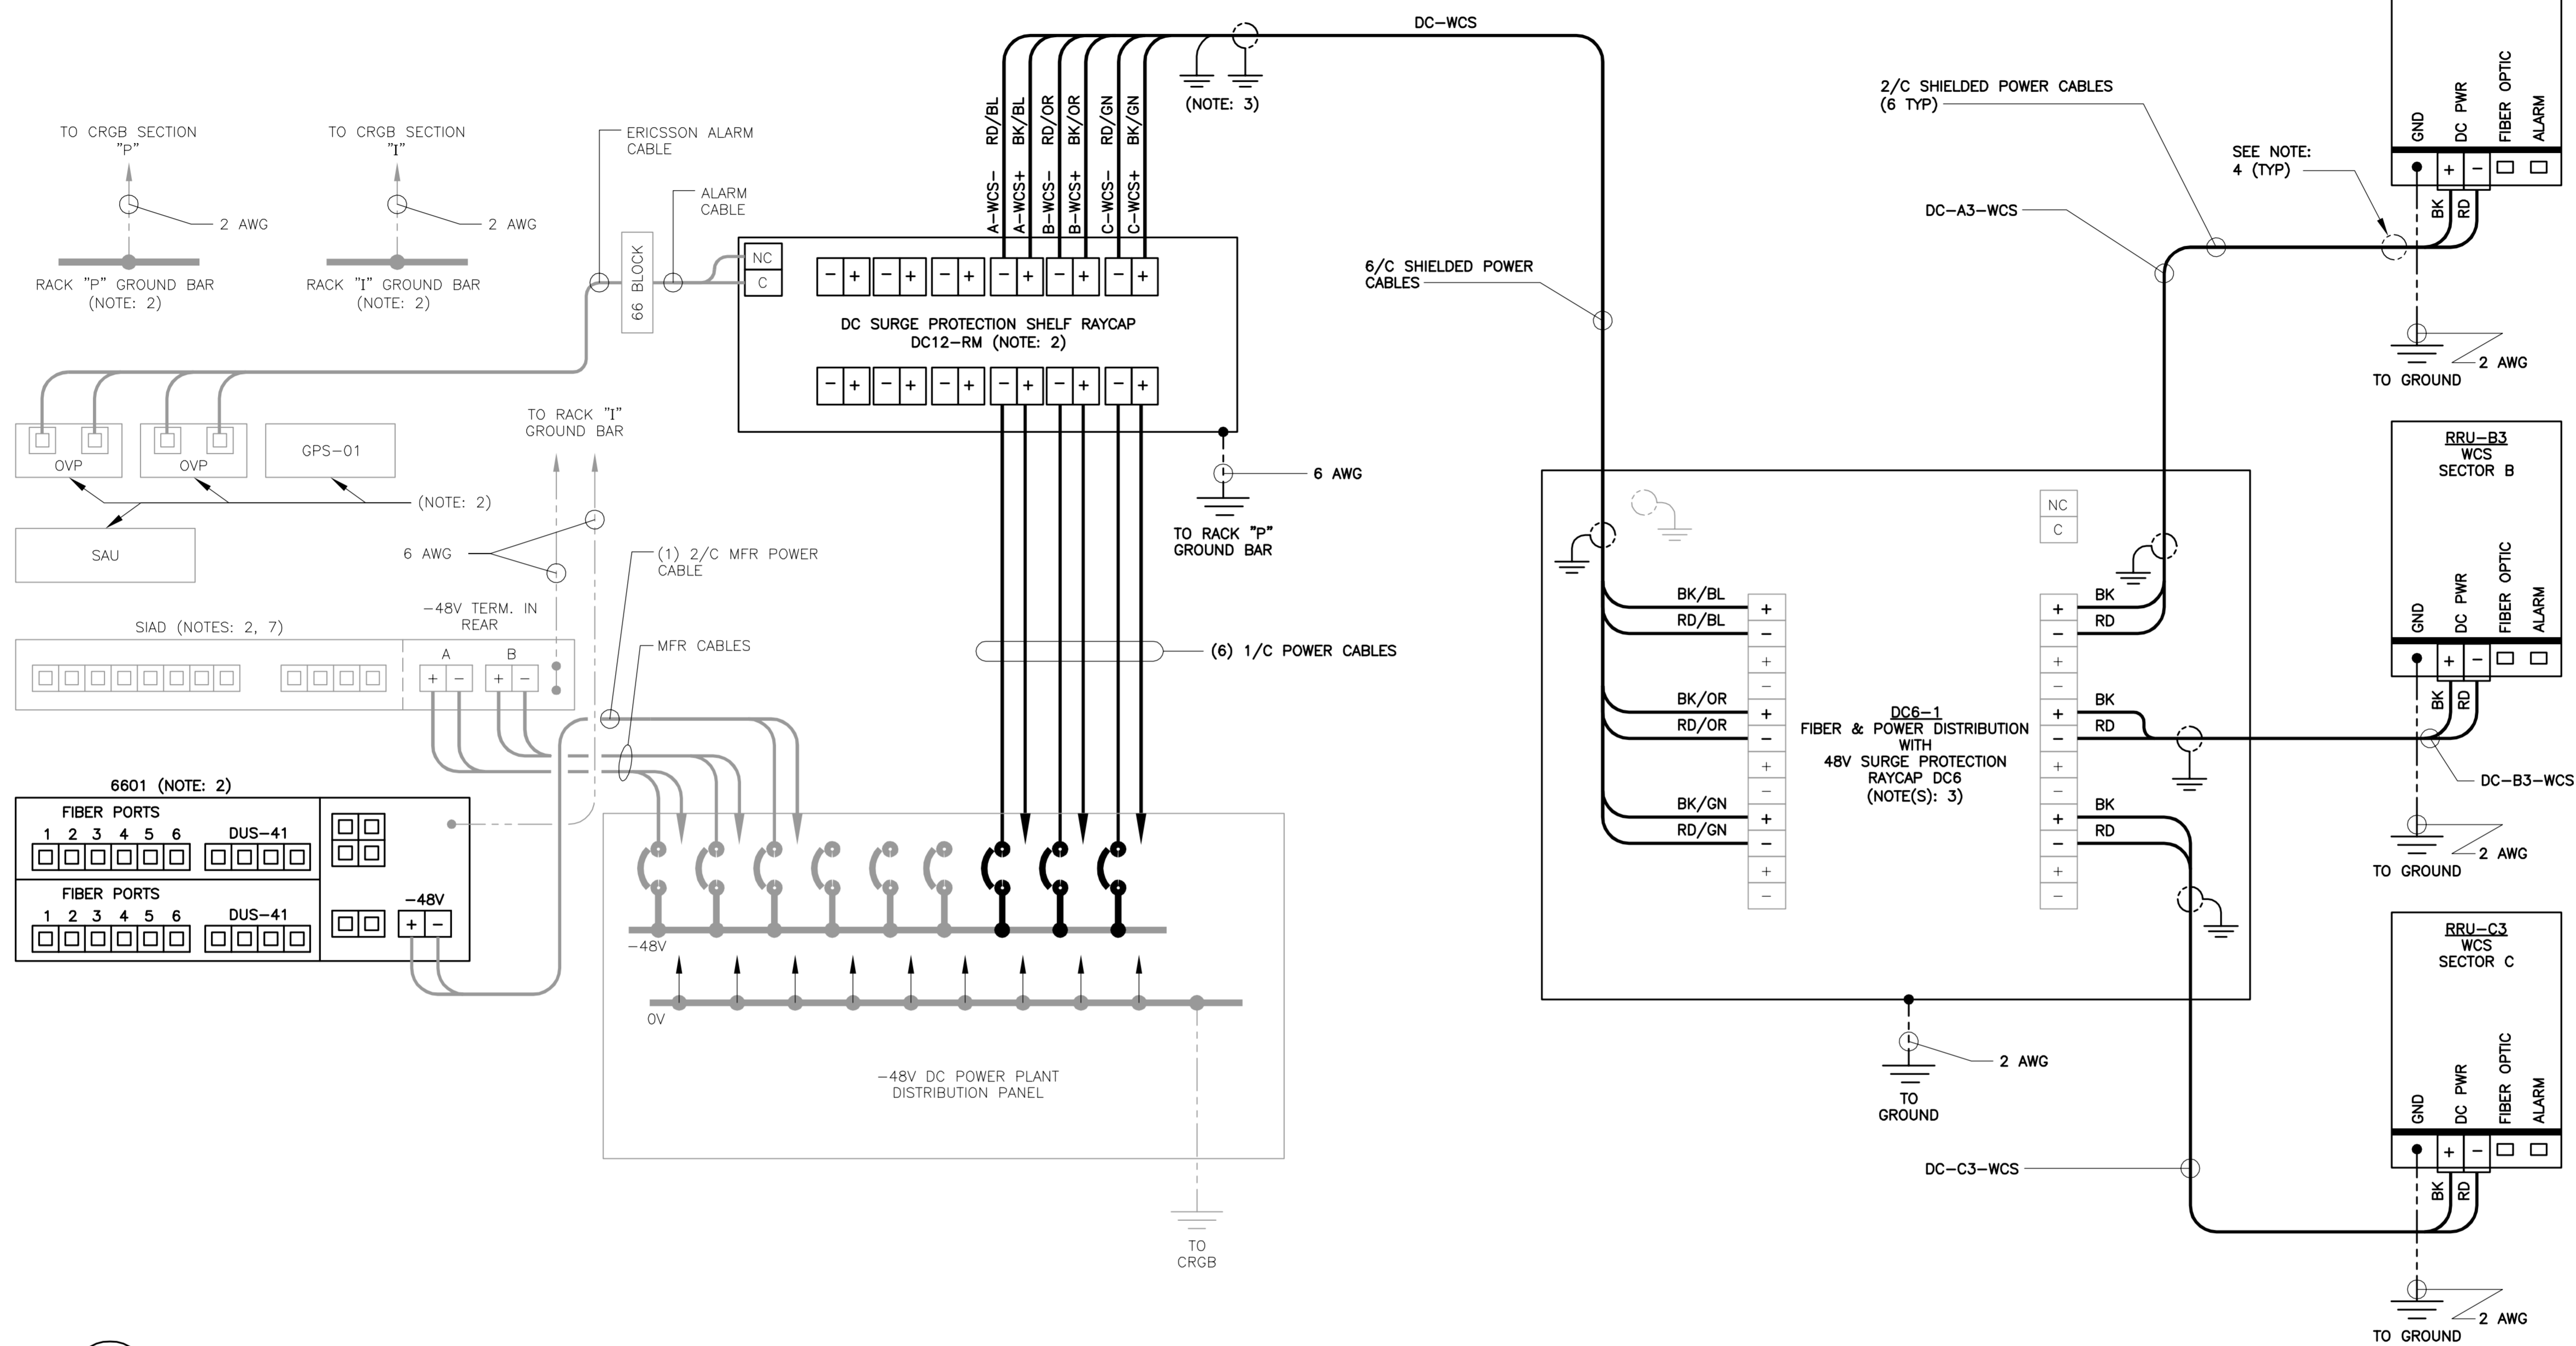 DC-WCS
TO CRGB SECTION
"P"
2 AWG
RACK "P" GROUND BAR
(NOTE: 2)
TO CRGB SECTION
"I"
2 AWG
RACK "I" GROUND BAR
(NOTE: 2)
ERICSSON ALARM
CABLE
ALARM
CABLE
66 BLOCK
NC
C
A-WCS- RD/BL
A-WCS+ BK/BL
B-WCS- RD/OR
B-WCS+ BK/OR
C-WCS- RD/GN
C-WCS+ BK/GN
(NOTE: 3)
- + - + - + - + - + - +
DC SURGE PROTECTION SHELF RAYCAP
DC12-RM (NOTE: 2)
- + - + - + - + - + - +
6 AWG
TO RACK "P"
GROUND BAR
OVP
OVP
GPS-01
(NOTE: 2)
SAU
TO RACK "I"
GROUND BAR
6 AWG
(1) 2/C MFR POWER
CABLE
MFR CABLES
SIAD (NOTES: 2, 7)
-48V TERM. IN
REAR
A
B
+ - + -
(6) 1/C POWER CABLES
6601 (NOTE: 2)
FIBER PORTS
1 2 3 4 5 6 DUS-41
FIBER PORTS
1 2 3 4 5 6 DUS-41
-48V
+ -
-48V
0V
-48V DC POWER PLANT
DISTRIBUTION PANEL
TO
CRGB
6/C SHIELDED POWER
CABLES
2/C SHIELDED POWER CABLES
(6 TYP)
SEE NOTE:
4 (TYP)
DC-A3-WCS
NC
C
BK/BL
RD/BL
BK/OR
RD/OR
BK/GN
RD/GN
+
-
+
-
+
-
+
-
+
-
+
-
DC6-1
FIBER & POWER DISTRIBUTION
WITH
48V SURGE PROTECTION
RAYCAP DC6
(NOTE(S): 3)
+
-
+
-
+
-
+
-
+
-
+
-
BK
RD
BK
RD
BK
RD
2 AWG
TO
GROUND
DC-C3-WCS
GND
DC PWR
FIBER OPTIC
ALARM
+ -
BK
RD
2 AWG
TO GROUND
RRU-B3
WCS
SECTOR B
GND
DC PWR
FIBER OPTIC
ALARM
+ -
BK
RD
DC-B3-WCS
2 AWG
TO GROUND
RRU-C3
WCS
SECTOR C
GND
DC PWR
FIBER OPTIC
ALARM
+ -
BK
RD
2 AWG
TO GROUND